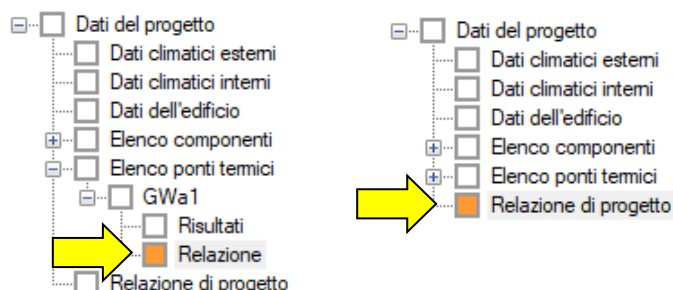 Dati del progetto
Dati climatici esterni
Dati climatici interni
Dati dell'edificio
Elenco componenti
Elenco ponti termici
GWa1
Risultati
Relazione
Relazione di progetto
Dati del progetto
Dati climatici esterni
Dati climatici interni
Dati dell'edificio
Elenco componenti
Elenco ponti termici
Relazione di progetto